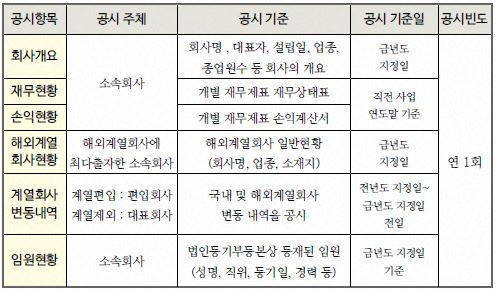 공시항목 공시 주체 공시 기준 공시 기준일 공시빈도
회사개요 소속회사 회사명 , 대표자, 설립일, 업종,
종업원수 등 회사의 개요 금년도
지정일 연 1회
재무현황 개별 재무제표 재무상태표 직전 사업
연도말 기준
손익현황 개별 재무제표 손익계산서
해외계열
회사현황 해외계열회사에
최다출자한 소속회사 해외계열회사 일반현황
(회사명, 업종, 소재지) 금년도
지정일
계열회사
변동내역 계열편입 : 편입회사
계열제외 : 대표회사 국내 및 해외계열회사
변동 내역을 공시 전년도 지정일~
금년도 지정일
전일
임원현황 소속회사 법인등기부등본상 등재된 임원
(성명, 직위, 등기일, 경력 등) 금년도 지정일
기준